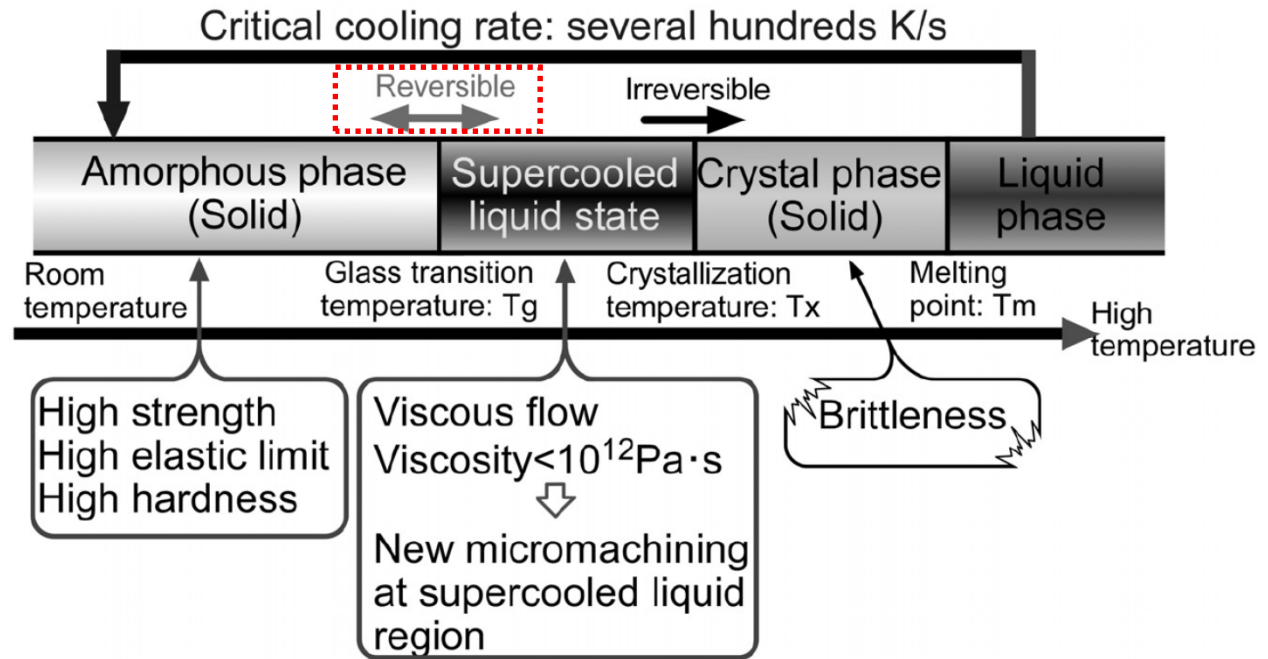 Critical cooling rate: several hundreds K/s
Reversible
Irreversible
Amorphous phase
(Solid)
Supercooled
liquid state
Crystal phase
(Solid)
Liquid
phase
Room
temperature
Glass transition
temperature: Tg
Crystallization
temperature: Tx
Melting
point: Tm
High
temperature
High strength
High elastic limit
High hardness
Viscous flow
Viscosity<10¹²Pa·s
New micromachining
at supercooled liquid
region
Brittleness